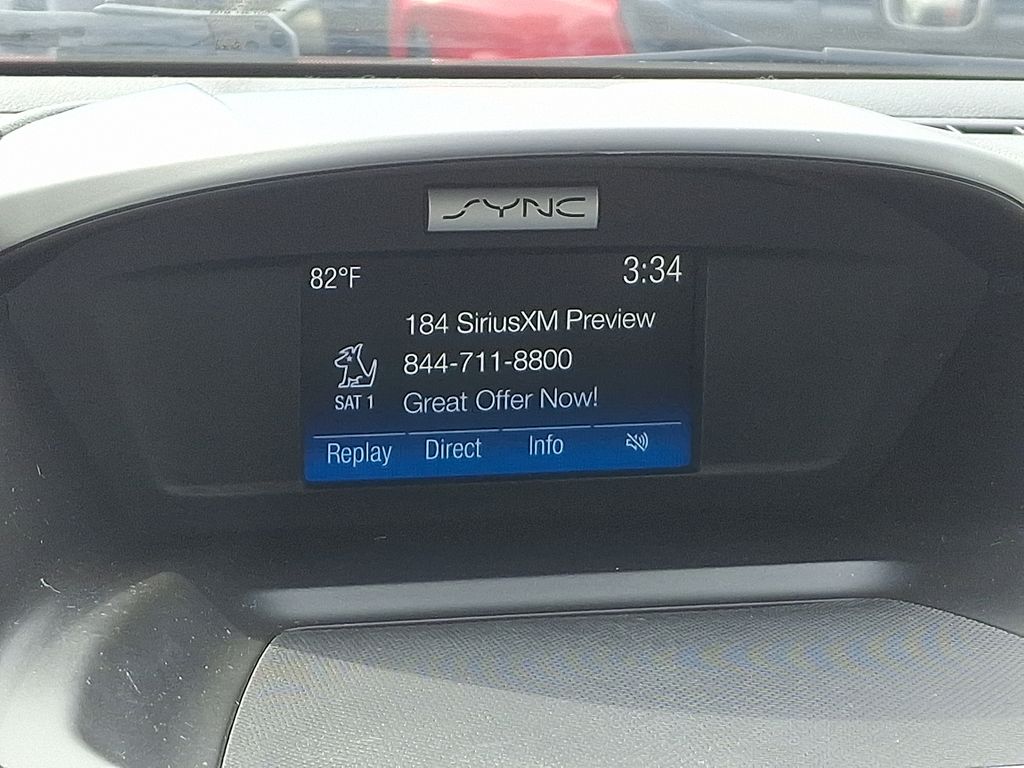 SYNC
82°F 3:34
184 SiriusXM Preview
844-711-8800
SAT 1 Great Offer Now!
Replay Direct Info